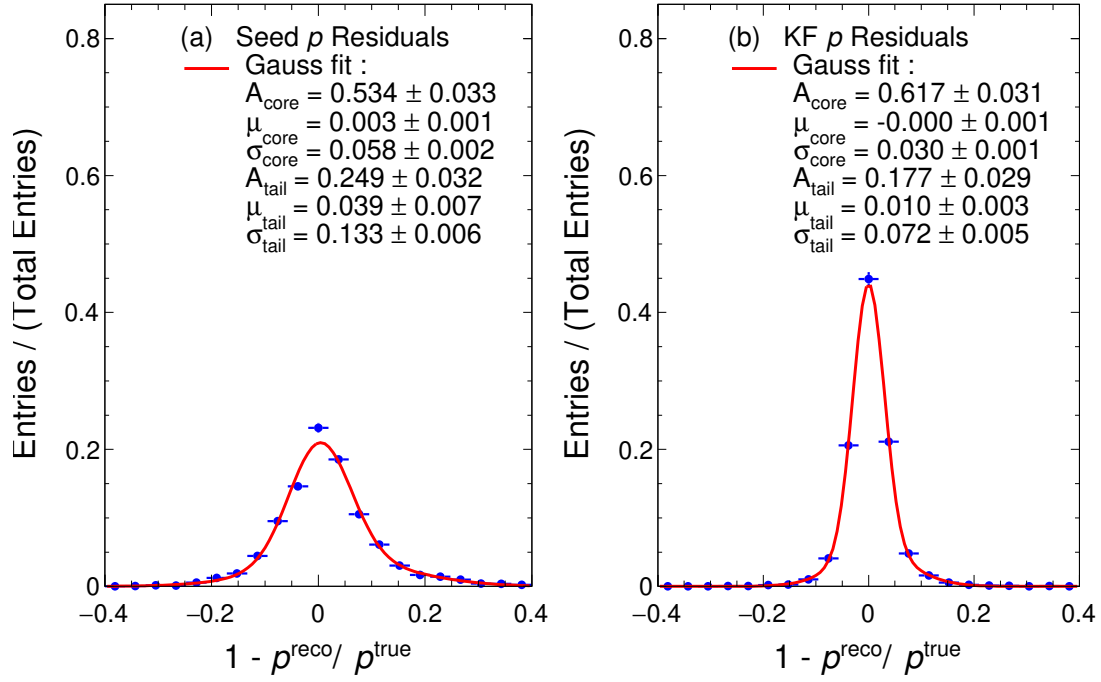 (a) Seed p Residuals
Gauss fit :
A_core = 0.534 ± 0.033
μ_core = 0.003 ± 0.001
σ_core = 0.058 ± 0.002
A_tail = 0.249 ± 0.032
μ_tail = 0.039 ± 0.007
σ_tail = 0.133 ± 0.006
Entries / (Total Entries)
0.8
0.6
0.4
0.2
0
−0.4 −0.2 0 0.2 0.4
1 - p^reco / p^true
(b) KF p Residuals
Gauss fit :
A_core = 0.617 ± 0.031
μ_core = -0.000 ± 0.001
σ_core = 0.030 ± 0.001
A_tail = 0.177 ± 0.029
μ_tail = 0.010 ± 0.003
σ_tail = 0.072 ± 0.005
Entries / (Total Entries)
0.8
0.6
0.4
0.2
0
−0.4 −0.2 0 0.2 0.4
1 - p^reco / p^true